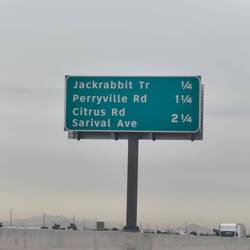 Jackrabbit Tr ¼
Perryville Rd 1¼
Citrus Rd
Sarival Ave 2¼